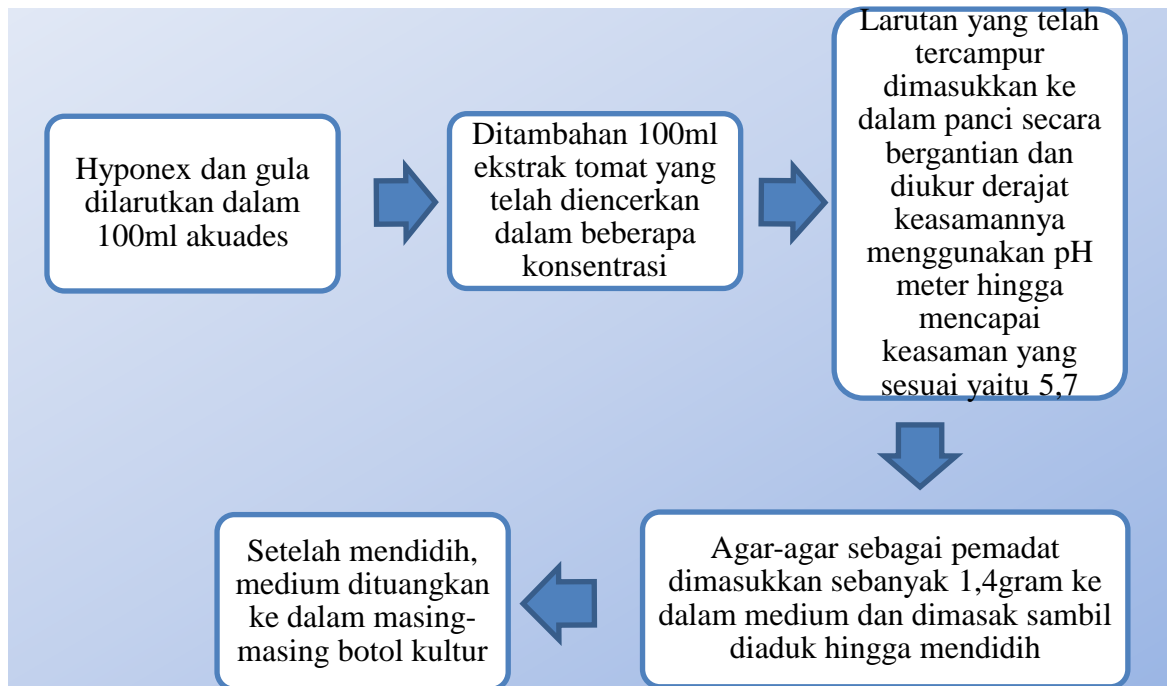 Hyponex dan gula
dilarutkan dalam
100ml akuades
Ditambahan 100ml
ekstrak tomat yang
telah diencerkan
dalam beberapa
konsentrasi
Larutan yang telah
tercampur
dimasukkan ke
dalam panci secara
bergantian dan
diukur derajat
keasamannya
menggunakan pH
meter hingga
mencapai
keasaman yang
sesuai yaitu 5,7
Agar-agar sebagai pemadat
dimasukkan sebanyak 1,4gram ke
dalam medium dan dimasak sambil
diaduk hingga mendidih
Setelah mendidih,
medium dituangkan
ke dalam masing-
masing botol kultur